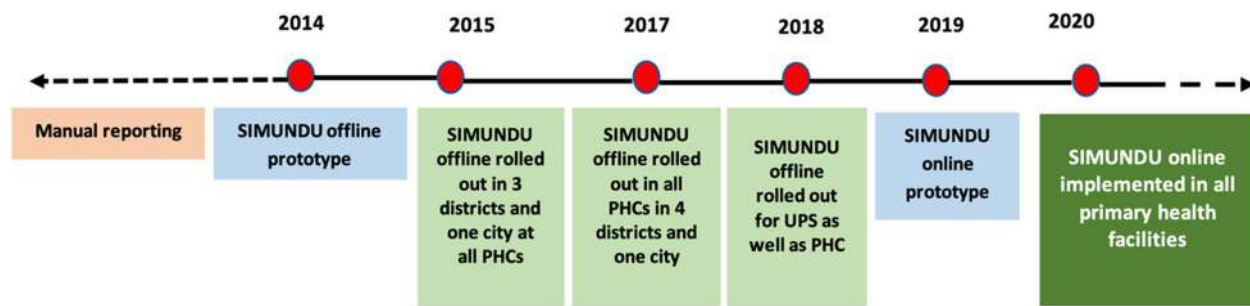 2014
2015
2017
2018
2019
2020
Manual reporting
SIMUNDU offline
prototype
SIMUNDU
offline rolled
out in 3
districts and
one city at
all PHCs
SIMUNDU
offline rolled
out in all
PHCs in 4
districts and
one city
SIMUNDU
offline
rolled out
for UPS as
well as PHC
SIMUNDU
online
prototype
SIMUNDU online
implemented in all
primary health
facilities